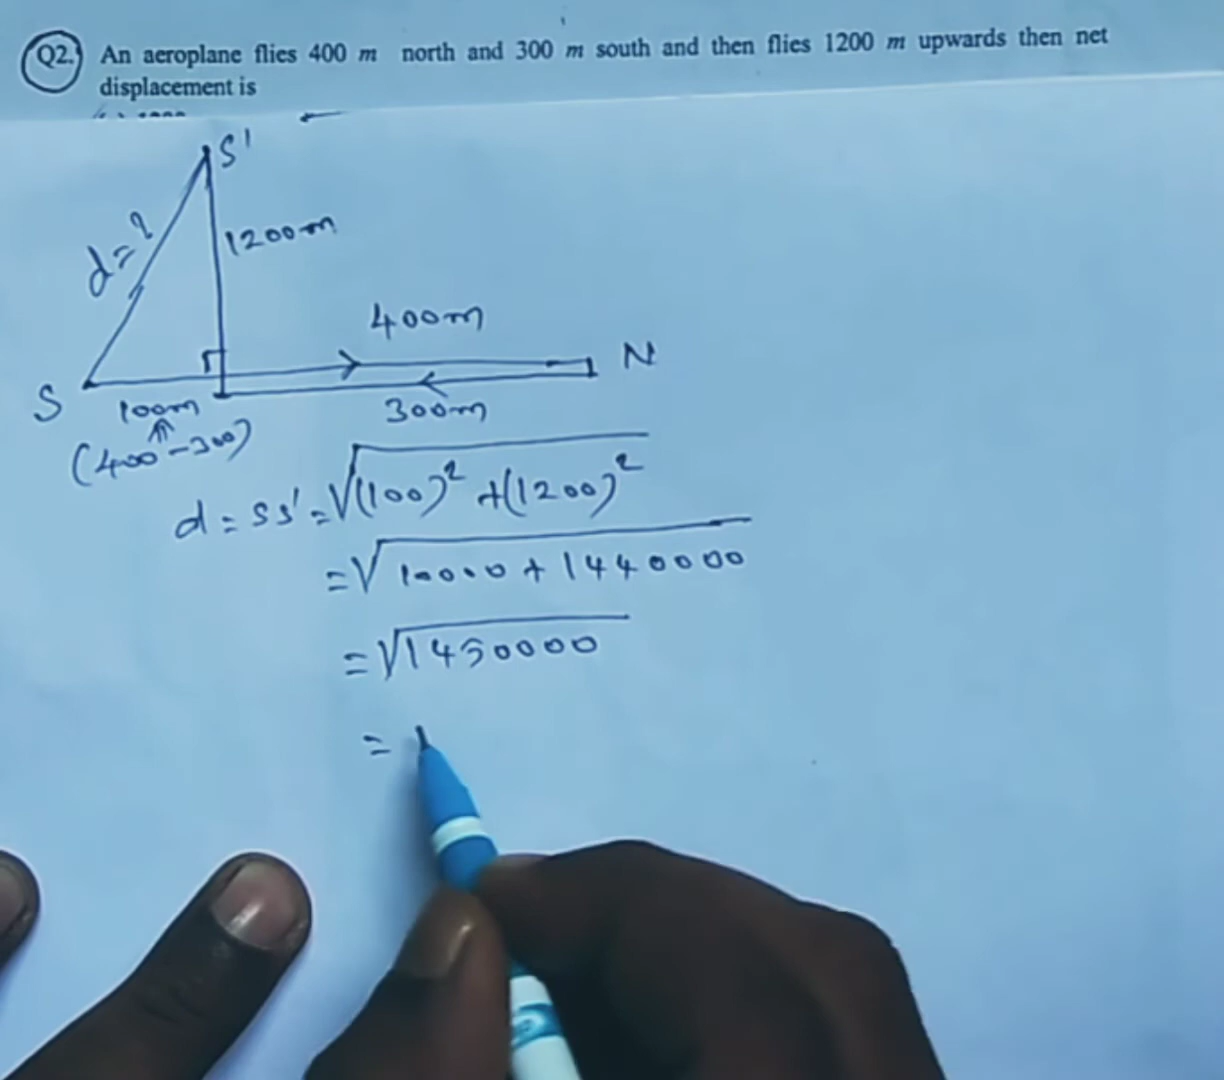 Q2. An aeroplane flies 400 m north and 300 m south and then flies 1200 m upwards then net
displacement is
S'
d=?
1200m
400m
N
S
100m
300m
(400-300)
d = SS' = √(100)² + (1200)²
= √10000 + 1440000
= √1450000
=